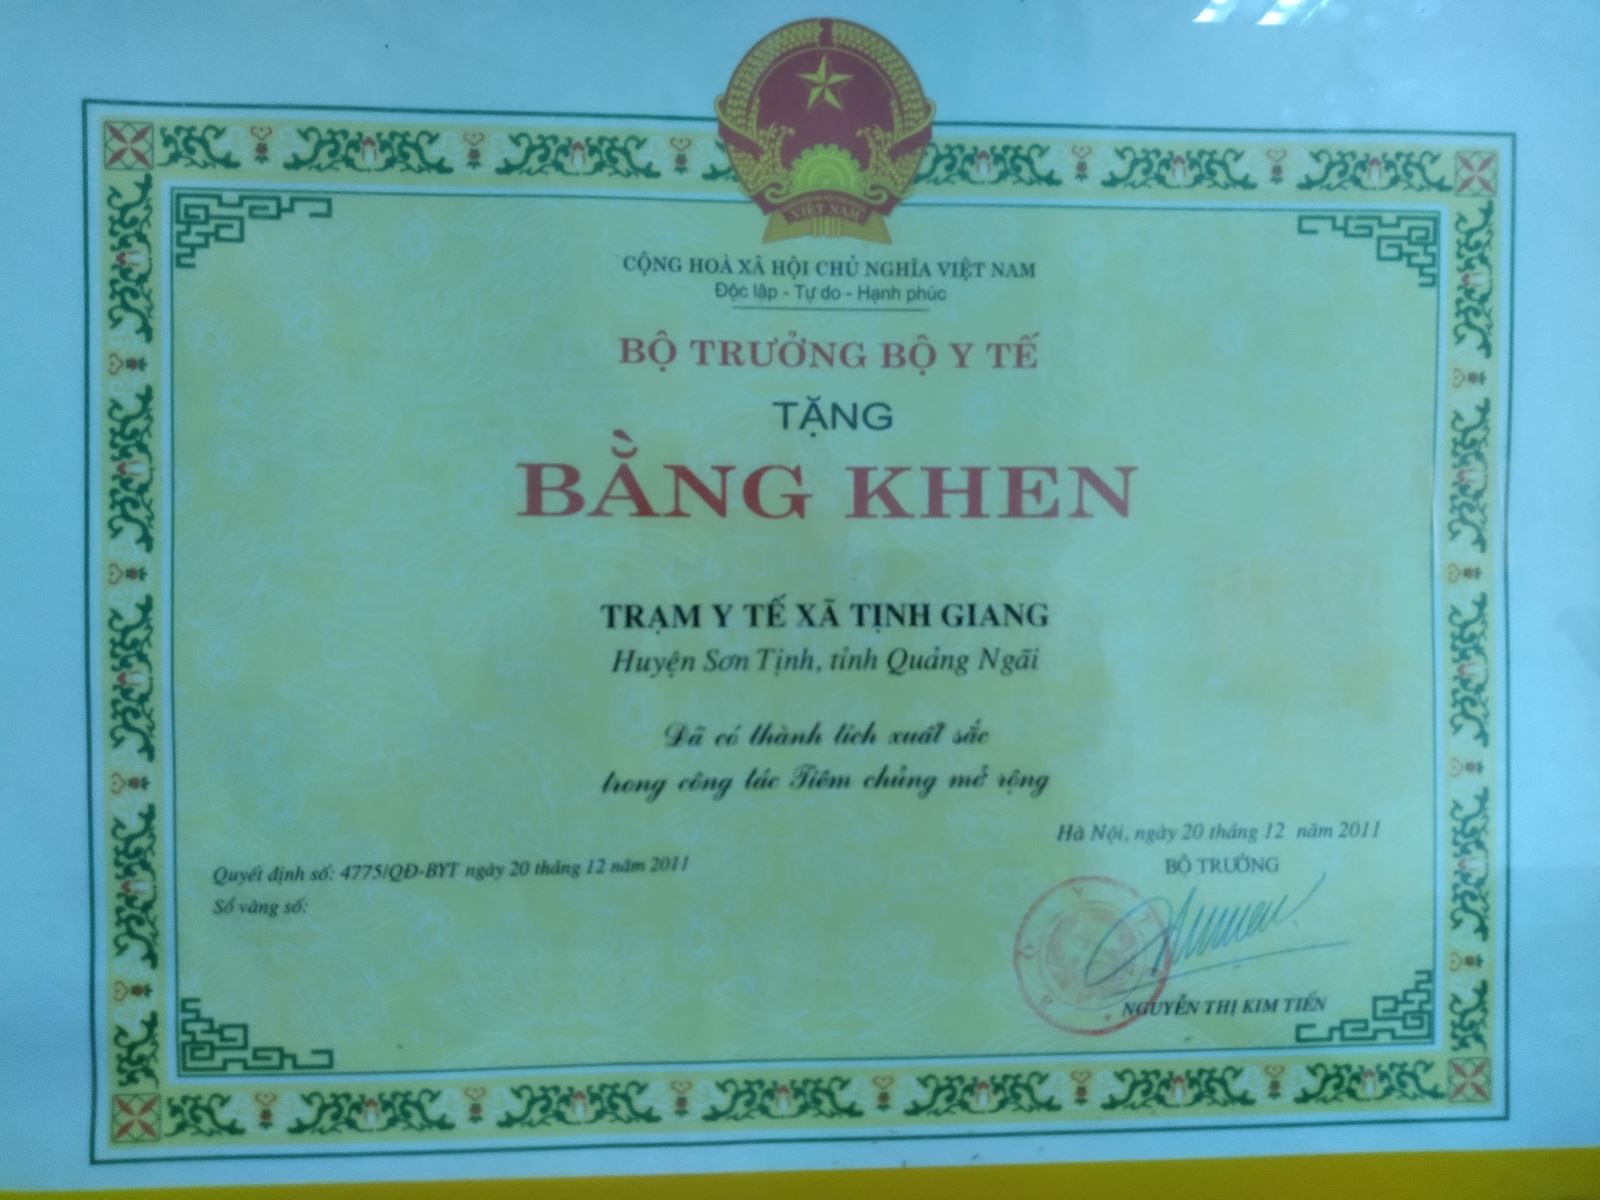 VIỆT NAM
CỘNG HOÀ XÃ HỘI CHỦ NGHĨA VIỆT NAM
Độc lập - Tự do - Hạnh phúc
BỘ TRƯỞNG BỘ Y TẾ
TẶNG
BẰNG KHEN
TRẠM Y TẾ XÃ TỊNH GIANG
Huyện Sơn Tịnh, tỉnh Quảng Ngãi
Đã có thành tích xuất sắc
trong công tác Tiêm chủng mở rộng
Hà Nội, ngày 20 tháng 12 năm 2011
BỘ TRƯỞNG
Quyết định số: 4775/QĐ-BYT ngày 20 tháng 12 năm 2011
Sổ vàng số:
NGUYỄN THỊ KIM TIẾN